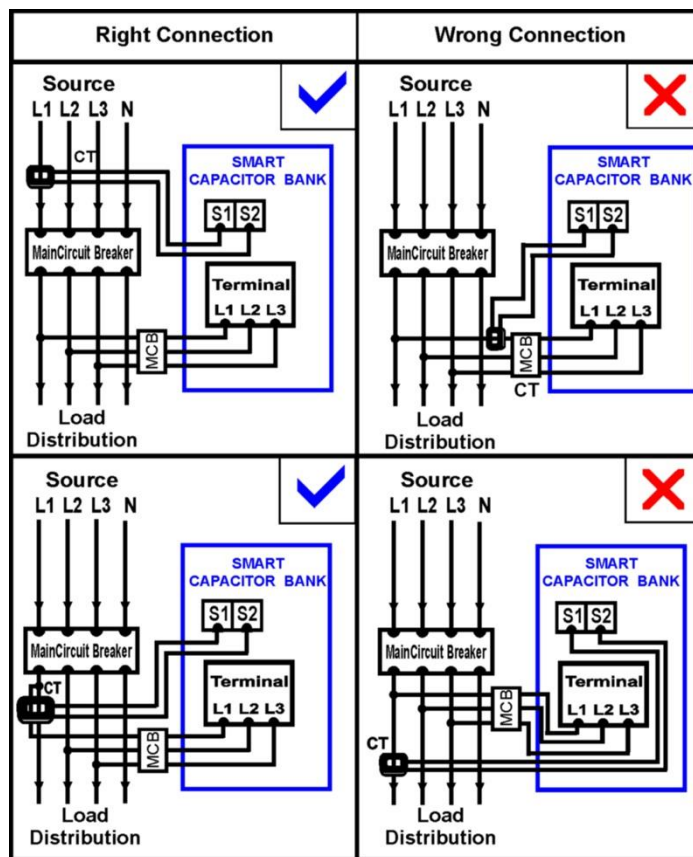 Right Connection
Wrong Connection
Source
L1 L2 L3 N
CT
SMART
CAPACITOR BANK
S1 S2
MainCircuit Breaker
Terminal
L1 L2 L3
MCB
Load
Distribution
Source
L1 L2 L3 N
SMART
CAPACITOR BANK
S1 S2
MainCircuit Breaker
Terminal
L1 L2 L3
MCB
CT
Load
Distribution
Source
L1 L2 L3 N
SMART
CAPACITOR BANK
S1 S2
MainCircuit Breaker
CT
Terminal
L1 L2 L3
MCB
Load
Distribution
Source
L1 L2 L3 N
SMART
CAPACITOR BANK
S1 S2
MainCircuit Breaker
Terminal
L1 L2 L3
MCB
CT
Load
Distribution